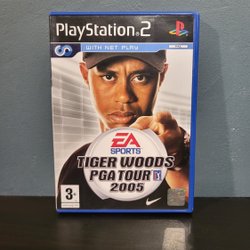 PlayStation®2
WITH NET PLAY
EA
SPORTS
TIGER WOODS
PGA TOUR
2005
3+